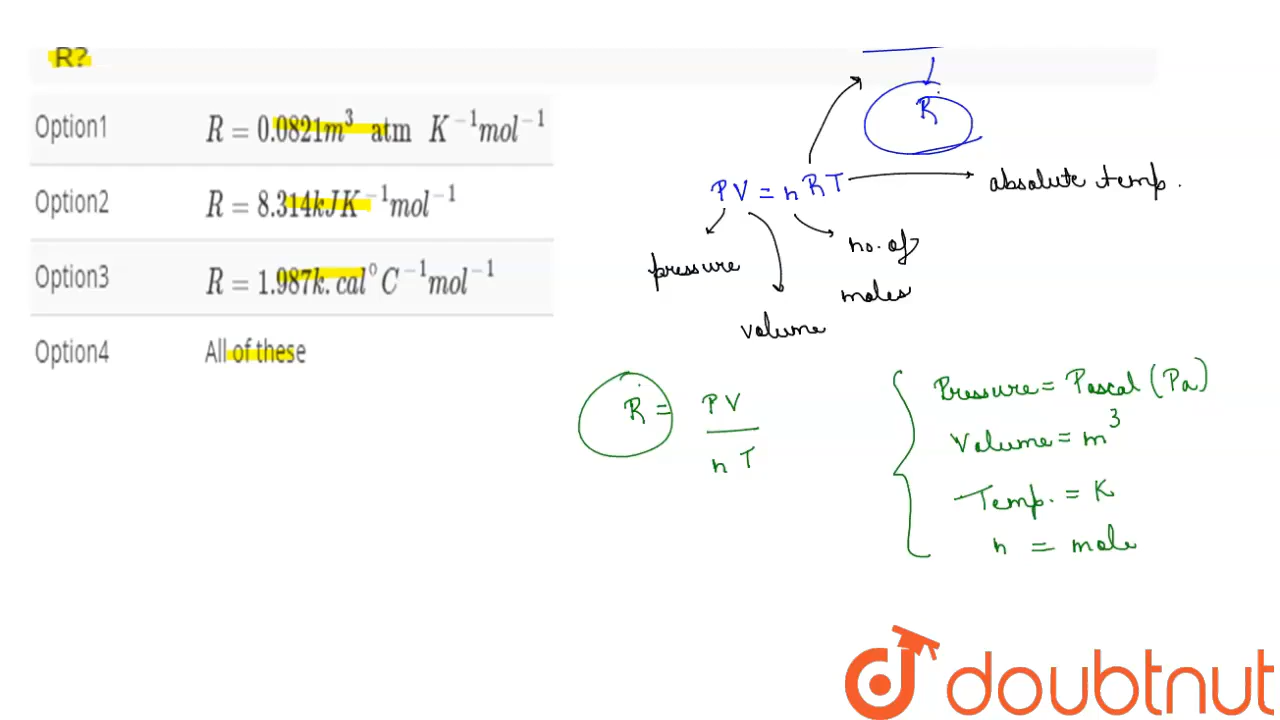 R?
Option1 R = 0.0821m³ atm K⁻¹mol⁻¹
Option2 R = 8.314kJK⁻¹mol⁻¹
Option3 R = 1.987k.cal°C⁻¹mol⁻¹
Option4 All of these
R
PV = nRT
absolute temp.
pressure
volume
no. of
moles
R = PV
nT
Pressure = Pascal (Pa)
Volume = m³
Temp. = K
n = mole
doubtnut